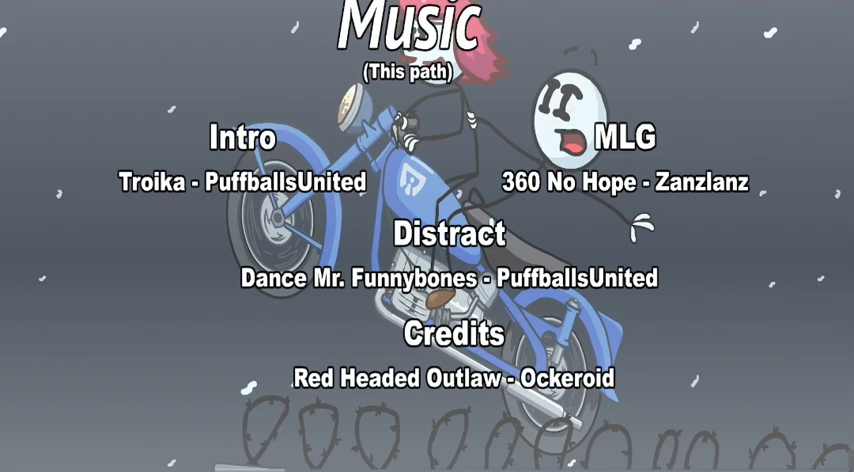 Music
(This path)
Intro
MLG
Troika - PuffballsUnited
360 No Hope - Zanzlanz
Distract
Dance Mr. Funnybones - PuffballsUnited
Credits
Red Headed Outlaw - Ockeroid